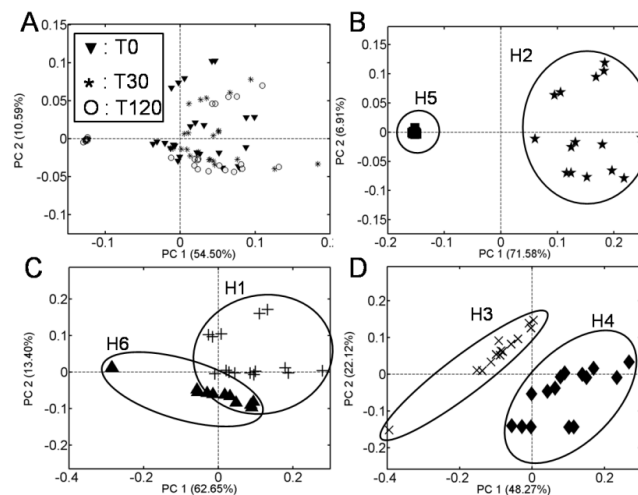 A
▼ : T0
* : T30
○ : T120
0.15
0.1
0.05
0
-0.05
-0.1
PC 2 (10.59%)
-0.1
0
0.1
PC 1 (54.50%)
B
H2
H5
0.15
0.1
0.05
0
-0.05
-0.1
-0.15
PC 2 (6.91%)
-0.2
-0.1
0
0.1
0.2
PC 1 (71.58%)
C
H1
H6
0.2
0.1
0
-0.1
-0.2
PC 2 (13.40%)
-0.4
-0.2
0
0.2
PC 1 (62.65%)
D
H3
H4
0.2
0.1
0
-0.1
-0.2
PC 2 (22.12%)
-0.4
-0.2
0
0.2
PC 1 (48.27%)